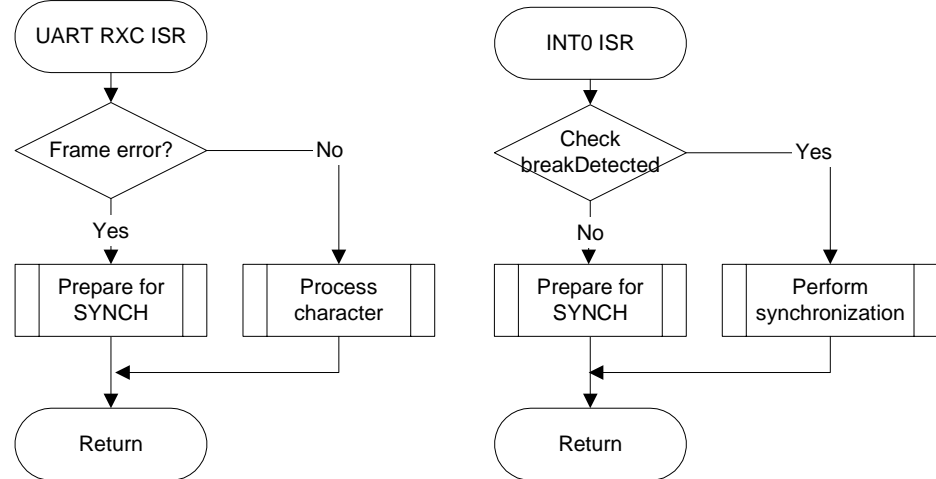 UART RXC ISR
Frame error?
No
Yes
Prepare for
SYNCH
Process
character
Return
INT0 ISR
Check
breakDetected
Yes
No
Prepare for
SYNCH
Perform
synchronization
Return